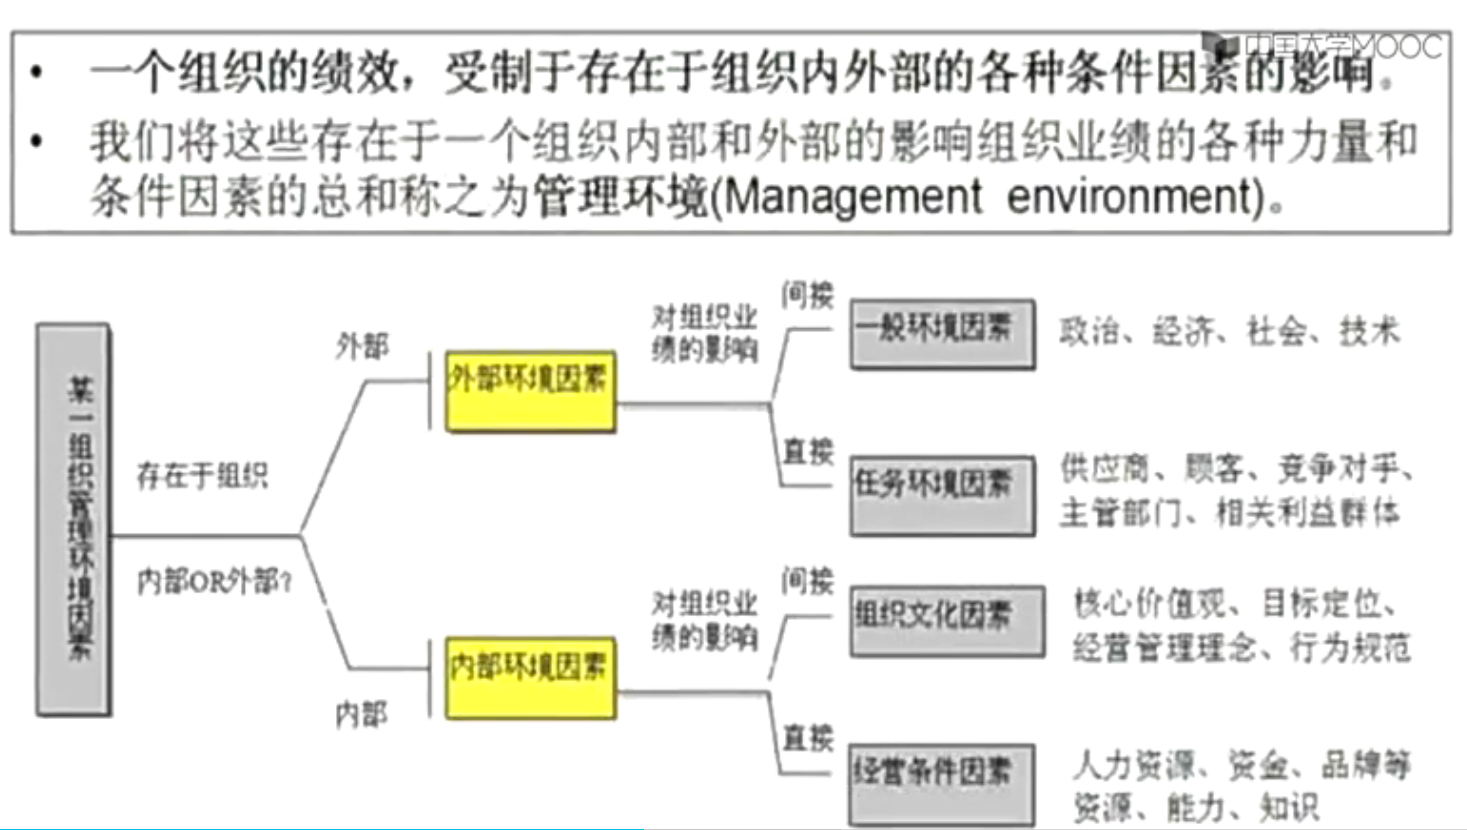 中国大学MOOC
• 一个组织的绩效，受制于存在于组织内外部的各种条件因素的影响。
• 我们将这些存在于一个组织内部和外部的影响组织业绩的各种力量和
条件因素的总和称之为管理环境(Management environment)。
某一组织管理环境因素
存在于组织
内部OR外部?
外部
外部环境因素
对组织业
绩的影响
间接
一般环境因素
政治、经济、社会、技术
直接
任务环境因素
供应商、顾客、竞争对手、
主管部门、相关利益群体
内部
内部环境因素
对组织业
绩的影响
间接
组织文化因素
核心价值观、目标定位、
经营管理理念、行为规范
直接
经营条件因素
人力资源、资金、品牌等
资源、能力、知识